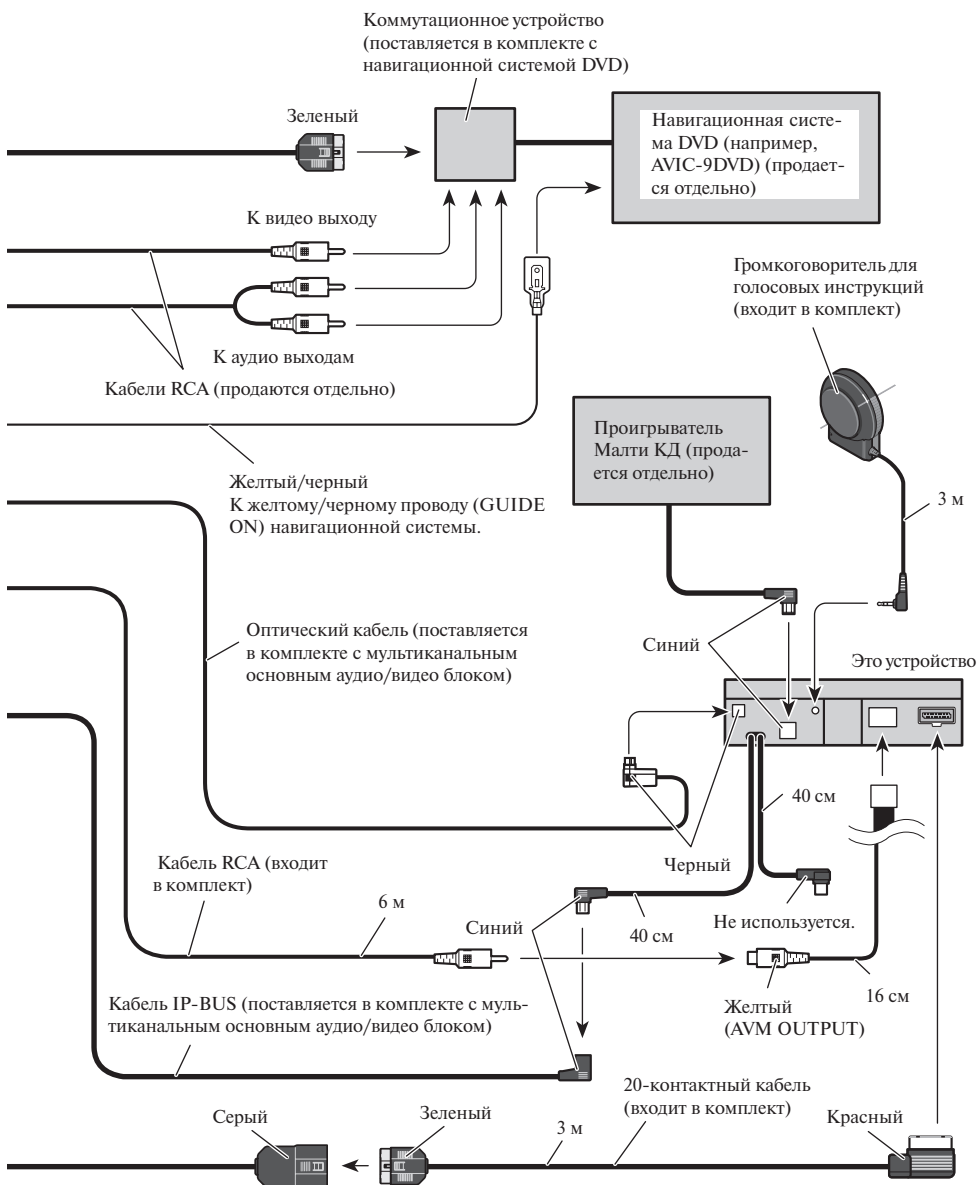 Коммутационное устройство
(поставляется в комплекте с
навигационной системой DVD)
Зеленый
Навигационная систе-
ма DVD (например,
AVIC-9DVD) (продает-
ся отдельно)
К видео выходу
Громкоговоритель для
голосовых инструкций
(входит в комплект)
К аудио выходам
Кабели RCA (продаются отдельно)
Проигрыватель
Малти КД (прода-
ется отдельно)
Желтый/черный
К желтому/черному проводу (GUIDE
ON) навигационной системы.
3 м
Оптический кабель (поставляется
в комплекте с мультиканальным
основным аудио/видео блоком)
Синий
Это устройство
40 см
Черный
Кабель RCA (входит
в комплект)
6 м
Синий
40 см
Не используется.
16 см
Желтый
(AVM OUTPUT)
Кабель IP-BUS (поставляется в комплекте с муль-
тиканальным основным аудио/видео блоком)
20-контактный кабель
(входит в комплект)
Серый
Зеленый
3 м
Красный